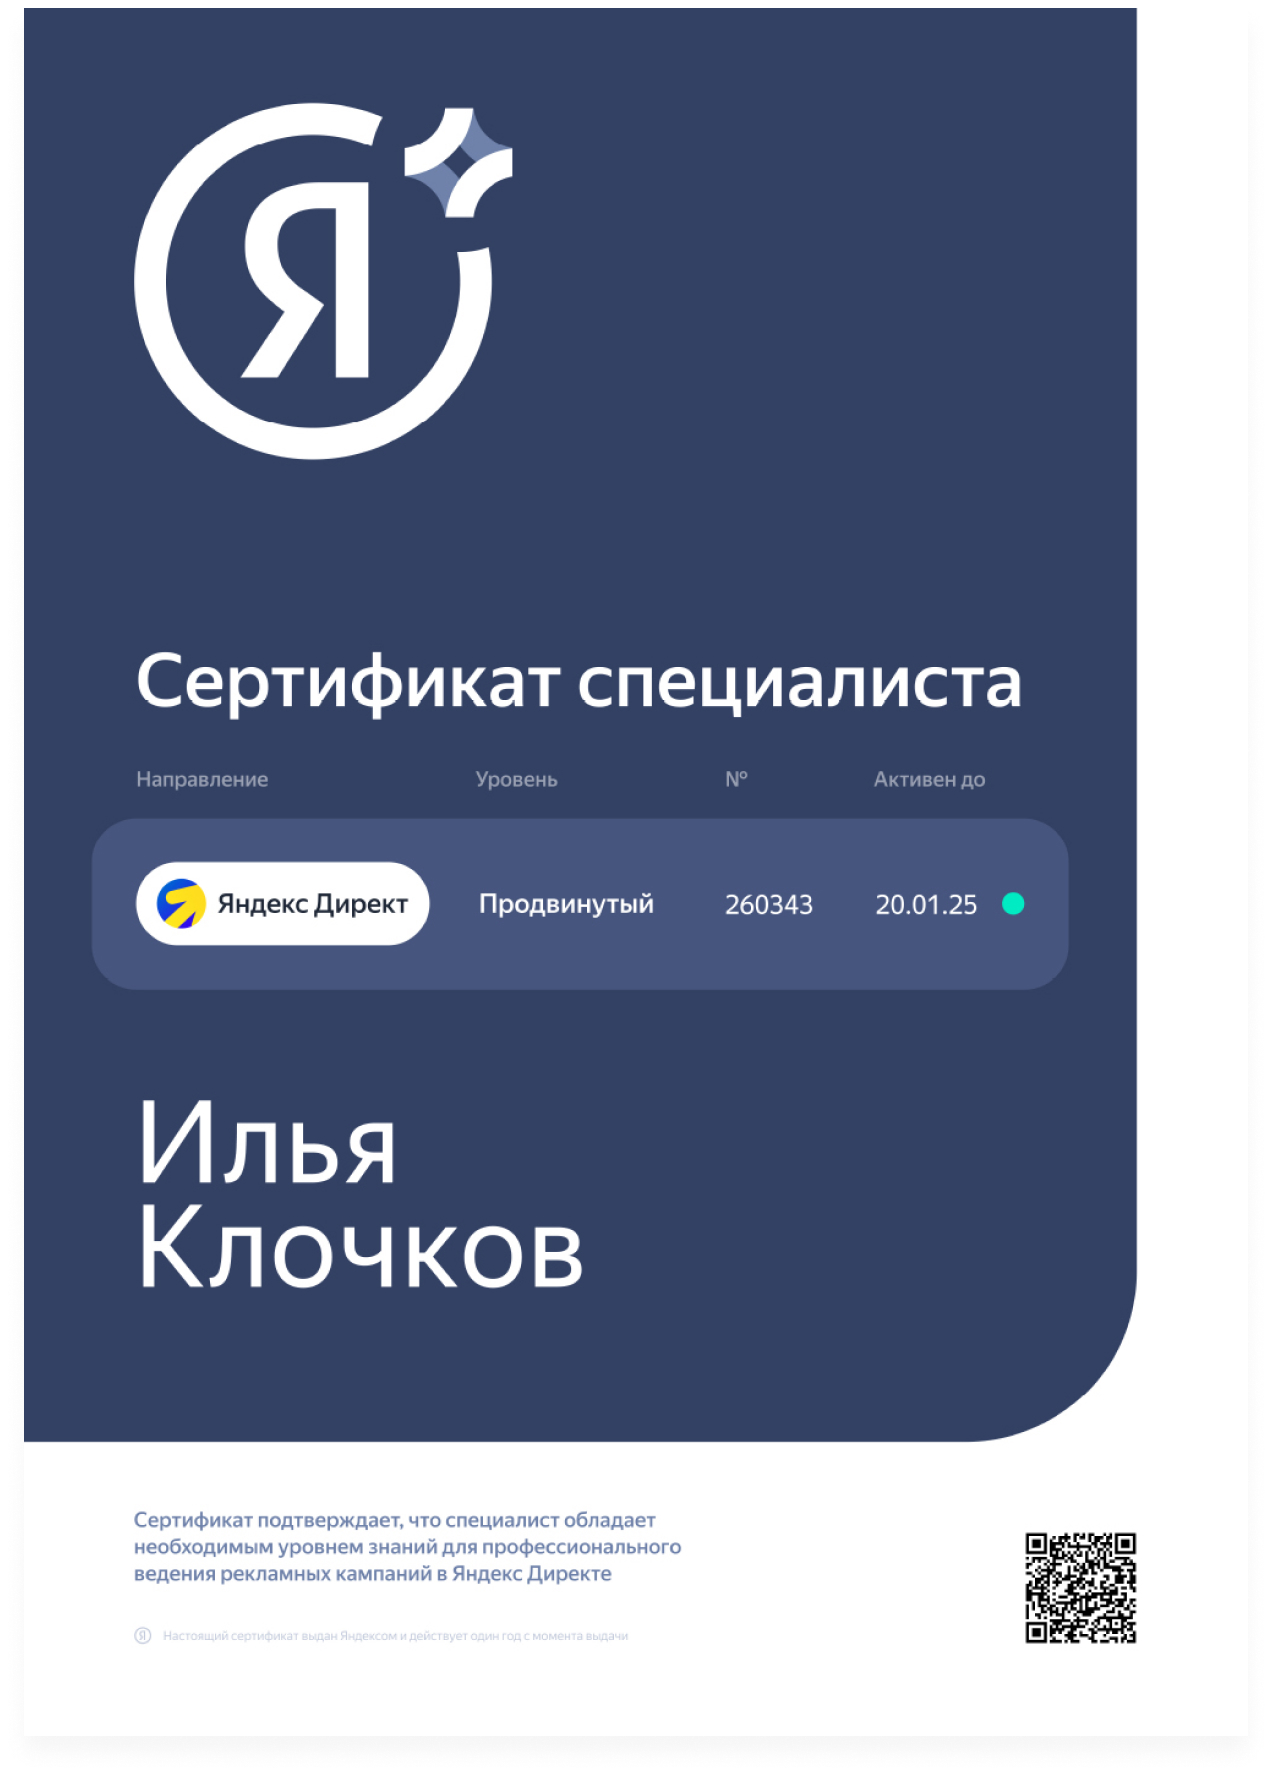 Я
Сертификат специалиста
Направление Уровень № Активен до
Яндекс Директ Продвинутый 260343 20.01.25
Илья
Клочков
Сертификат подтверждает, что специалист обладает
необходимым уровнем знаний для профессионального
ведения рекламных кампаний в Яндекс Директе
Я Настоящий сертификат выдан Яндексом и действует один год с момента выдачи